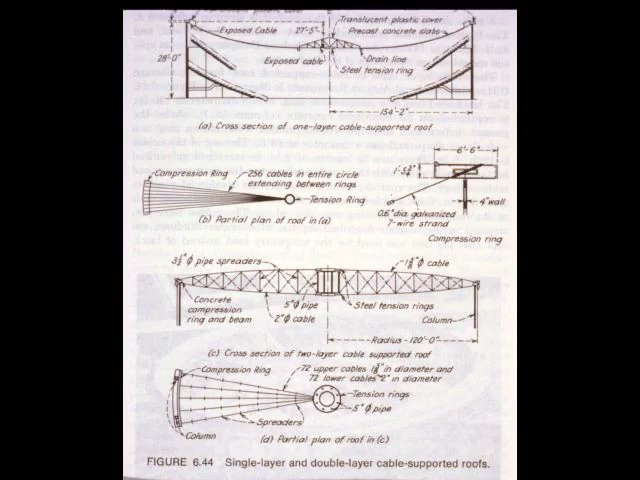 Translucent plastic cover
Exposed Cable
27'-5"
Precast concrete slabs
28'-0"
Exposed cable
Drain line
Steel tension ring
154'-2"
(a) Cross section of one-layer cable-supported roof
6'-6"
Compression Ring
256 cables in entire circle
extending between rings
1'-5¾"
4" wall
Tension Ring
0.6" dia. galvanized
7-wire strand
(b) Partial plan of roof in (a)
Compression ring
3½" ϕ pipe spreaders
ϕ cable
Concrete
compression
ring and beam
5" ϕ pipe
2" ϕ cable
Steel tension rings
Column
Radius - 120'-0"
(c) Cross section of two-layer cable supported roof
Compression Ring
72 upper cables in diameter and
72 lower cables 2" in diameter
Tension rings
5" ϕ pipe
Spreaders
Column
(d) Partial plan of roof in (c)
FIGURE 6.44 Single-layer and double-layer cable-supported roofs.